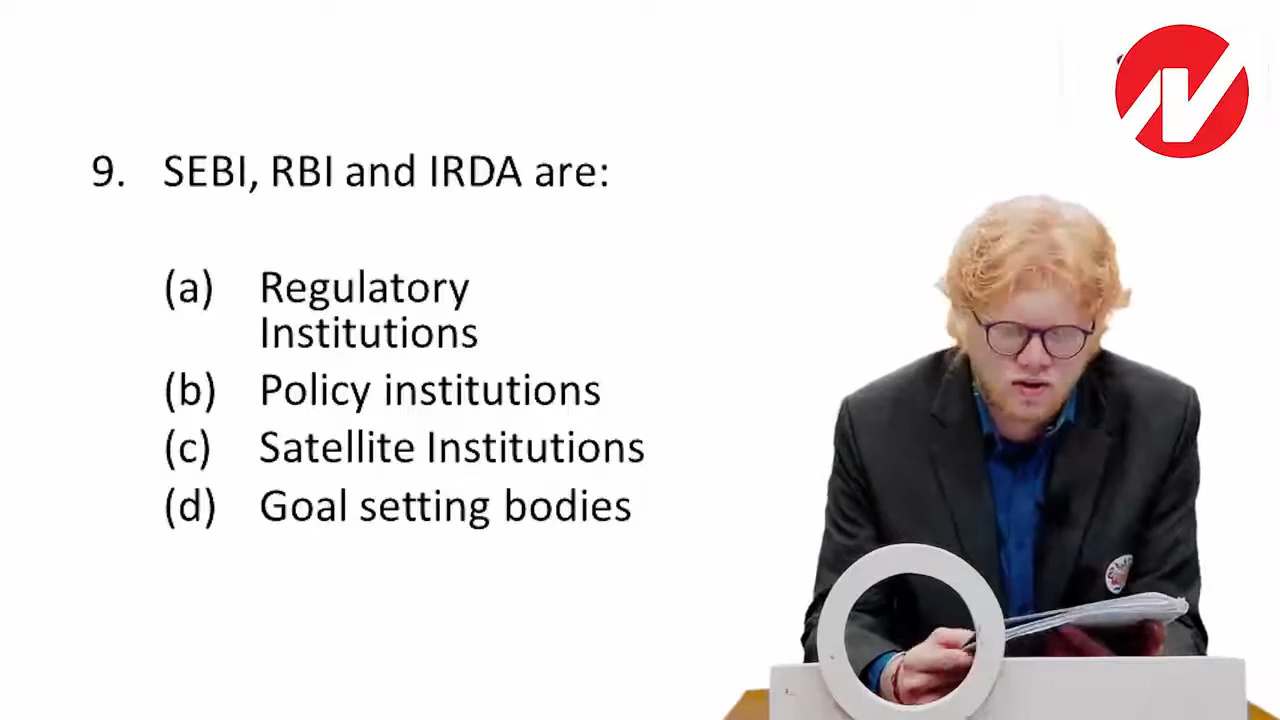 9. SEBI, RBI and IRDA are:
(a) Regulatory
Institutions
(b) Policy institutions
(c) Satellite Institutions
(d) Goal setting bodies